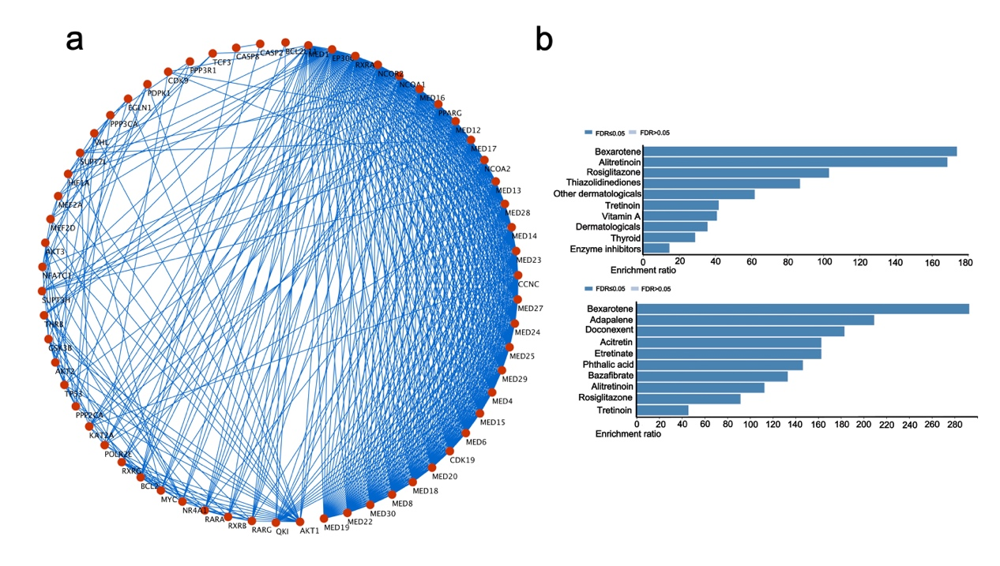 a
b
BCL2L11
MED1
EP300
RXRA
NCOR2
NCOA1
MED16
PPARG
MED12
MED17
NCOA2
MED13
MED28
MED14
MED23
CCNC
MED27
MED24
MED25
MED29
MED4
MED15
MED6
CDK19
MED20
MED18
MED8
MED30
MED22
MED19
AKT1
QKI
RARG
RXRB
RARA
NR4A1
MYC
BCL2
RXRG
POLR2E
KAT2A
PPP2CA
TP53
AKT2
GSK3B
THRB
SUPT3H
NFATC1
AKT3
MEF2D
MEF2A
HIF1A
SUPT7L
VHL
PPP3CA
EGLN1
PDPK1
CDK9
PPP3R1
TCF3
CASP8
CASP2
FDR≤0.05 FDR>0.05
Bexarotene
Alitretinoin
Rosiglitazone
Thiazolidinediones
Other dermatologicals
Tretinoin
Vitamin A
Dermatologicals
Thyroid
Enzyme inhibitors
0 20 40 60 80 100 120 140 160 180
Enrichment ratio
FDR≤0.05 FDR>0.05
Bexarotene
Adapalene
Doconexent
Acitretin
Etretinate
Phthalic acid
Bazafibrate
Alitretinoin
Rosiglitazone
Tretinoin
0 20 40 60 80 100 120 140 160 180 200 220 240 260 280
Enrichment ratio